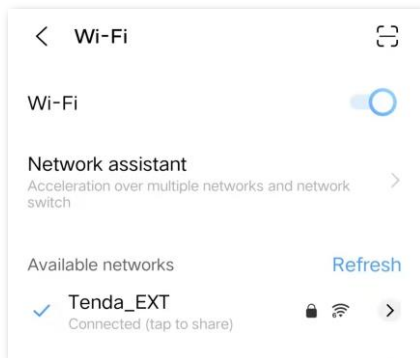 Wi-Fi
Wi-Fi
Network assistant
Acceleration over multiple networks and network
switch
Available networks
Refresh
Tenda_EXT
Connected (tap to share)